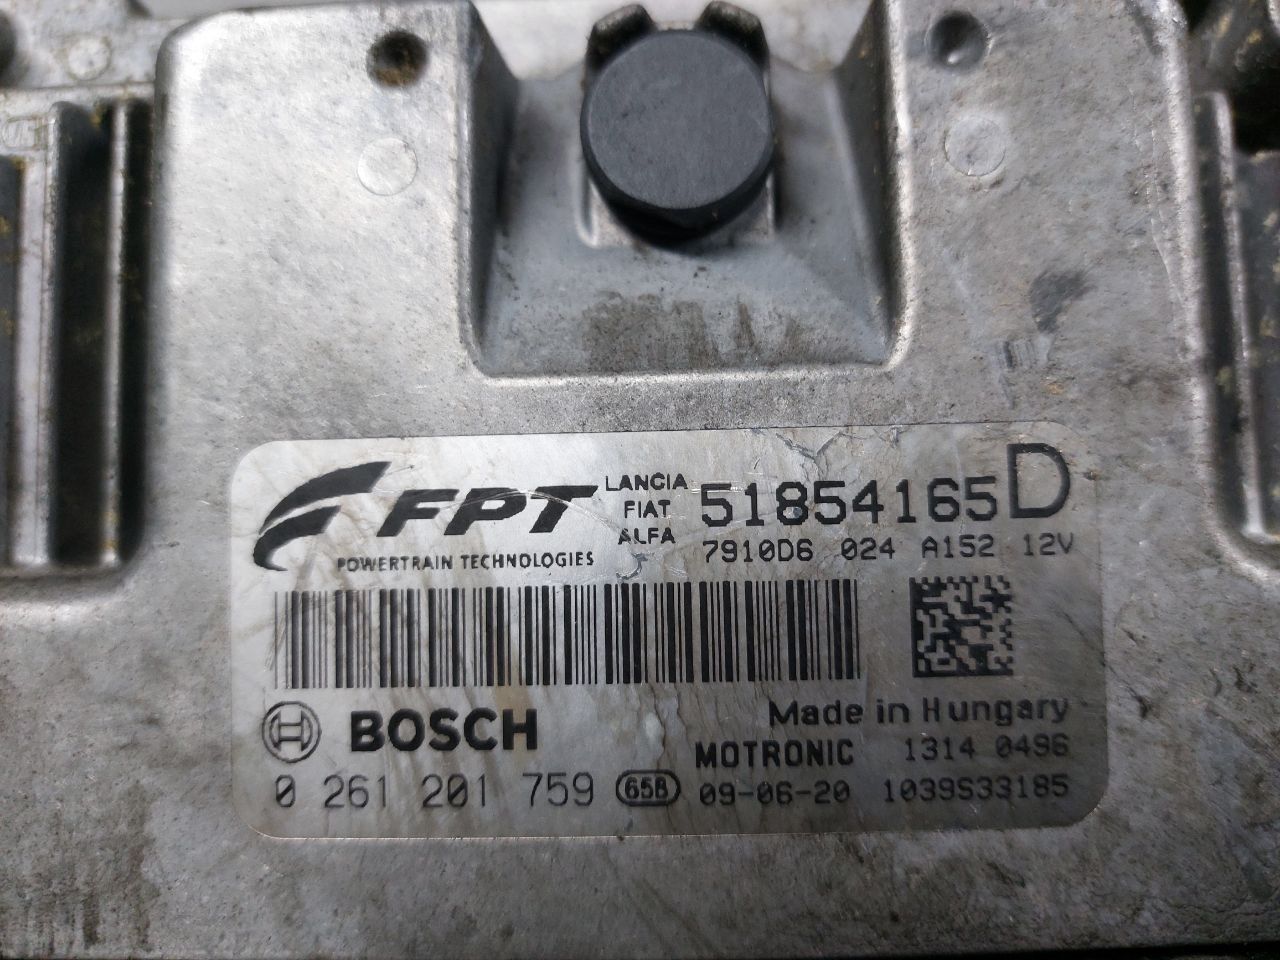 FPT
POWERTRAIN TECHNOLOGIES
LANCIA
FIAT
ALFA
51854165 D
7910D6 024 A152 12V
BOSCH
Made in Hungary
MOTRONIC 1314 0496
0 261 201 759 65B 09-06-20 1039S33185